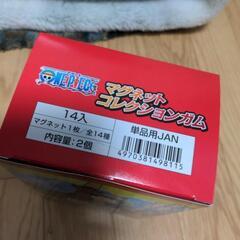 ONE PIECE
マグネット
コレクションガム
14入
マグネット1枚/全14種
内容量:2個
単品用JAN
4970381498115